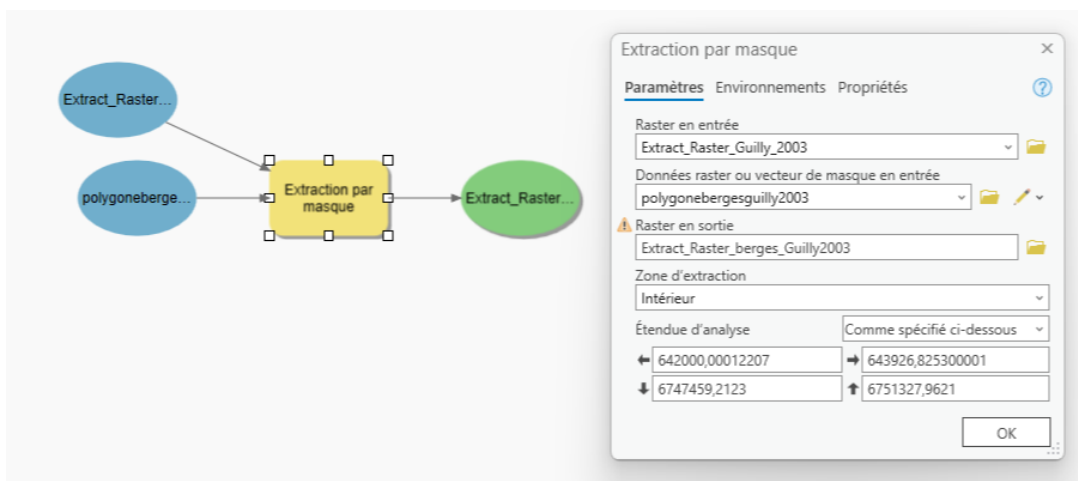 Extract_Raster...
polygoneberge...
Extraction par
masque
Extract_Raster...
Extraction par masque
Paramètres Environnements Propriétés
Raster en entrée
Extract_Raster_Guilly_2003
Données raster ou vecteur de masque en entrée
polygonebergesguilly2003
Raster en sortie
Extract_Raster_berges_Guilly2003
Zone d'extraction
Intérieur
Étendue d'analyse Comme spécifié ci-dessous
642000,00012207 643926,825300001
6747459,2123 6751327,9621
OK